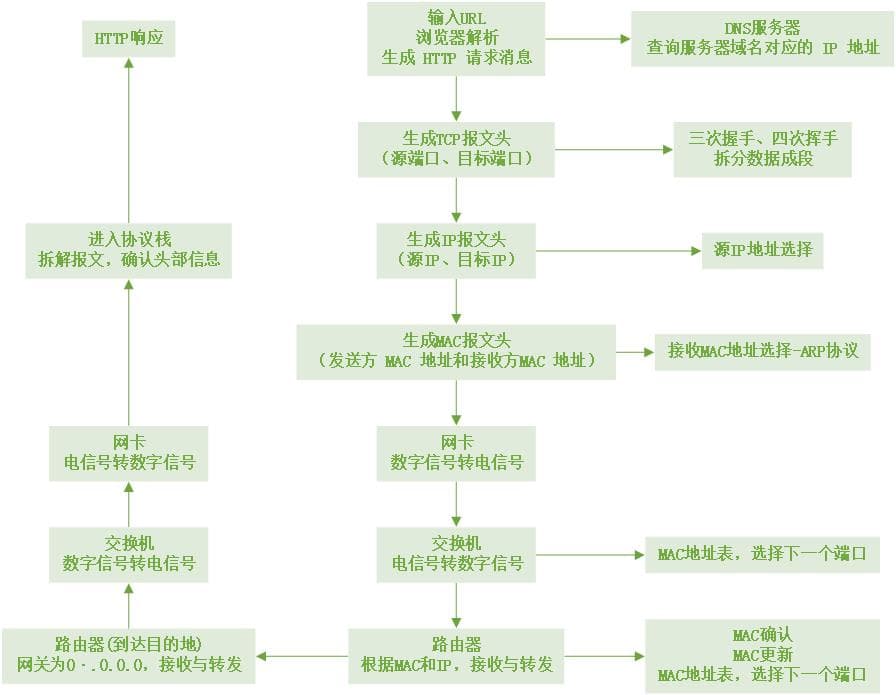 HTTP响应
输入URL
浏览器解析
生成 HTTP 请求消息
DNS服务器
查询服务器域名对应的 IP 地址
生成TCP报文头
（源端口、目标端口）
三次握手、四次挥手
拆分数据成段
进入协议栈
拆解报文，确认头部信息
生成IP报文头
（源IP、目标IP）
源IP地址选择
生成MAC报文头
（发送方 MAC 地址和接收方MAC 地址）
接收MAC地址选择-ARP协议
网卡
电信号转数字信号
网卡
数字信号转电信号
交换机
数字信号转电信号
交换机
电信号转数字信号
MAC地址表，选择下一个端口
路由器(到达目的地)
网关为0·.0.0.0，接收与转发
路由器
根据MAC和IP，接收与转发
MAC确认
MAC更新
MAC地址表，选择下一个端口